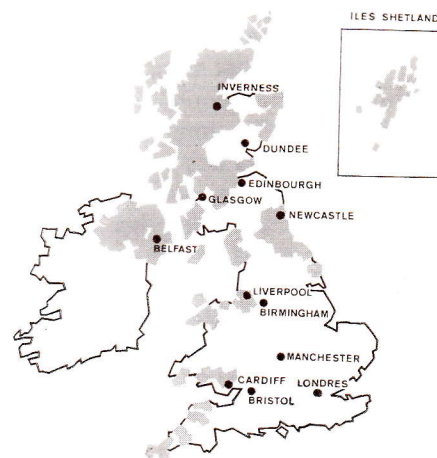 ILES SHETLAND
INVERNESS
DUNDEE
EDINBOURGH
GLASGOW
NEWCASTLE
BELFAST
LIVERPOOL
BIRMINGHAM
MANCHESTER
CARDIFF
LONDRES
BRISTOL